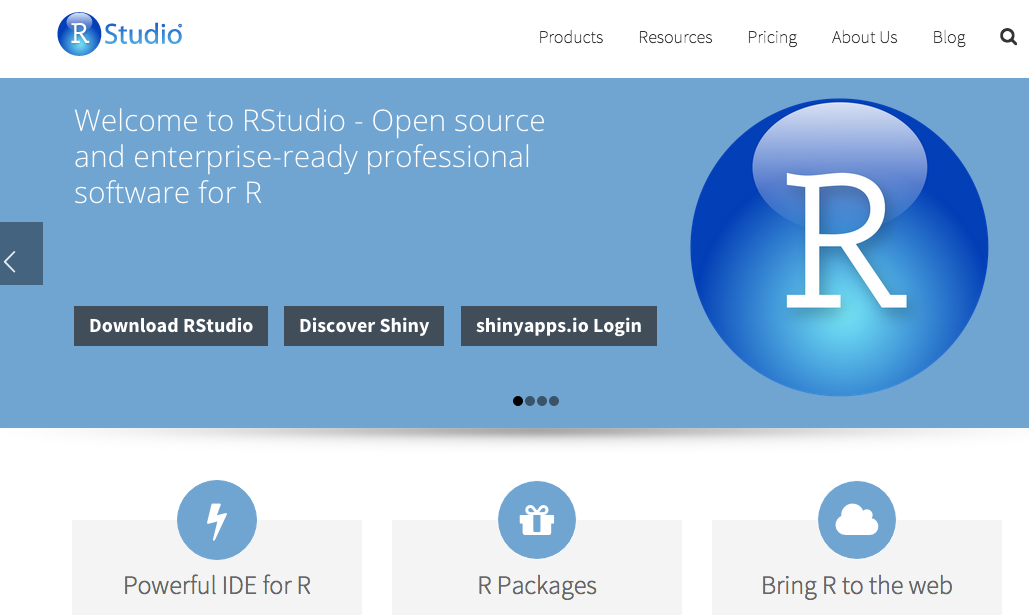 R Studio®
Products Resources Pricing About Us Blog
Welcome to RStudio - Open source
and enterprise-ready professional
software for R
R
Download RStudio Discover Shiny shinyapps.io Login
Powerful IDE for R R Packages Bring R to the web